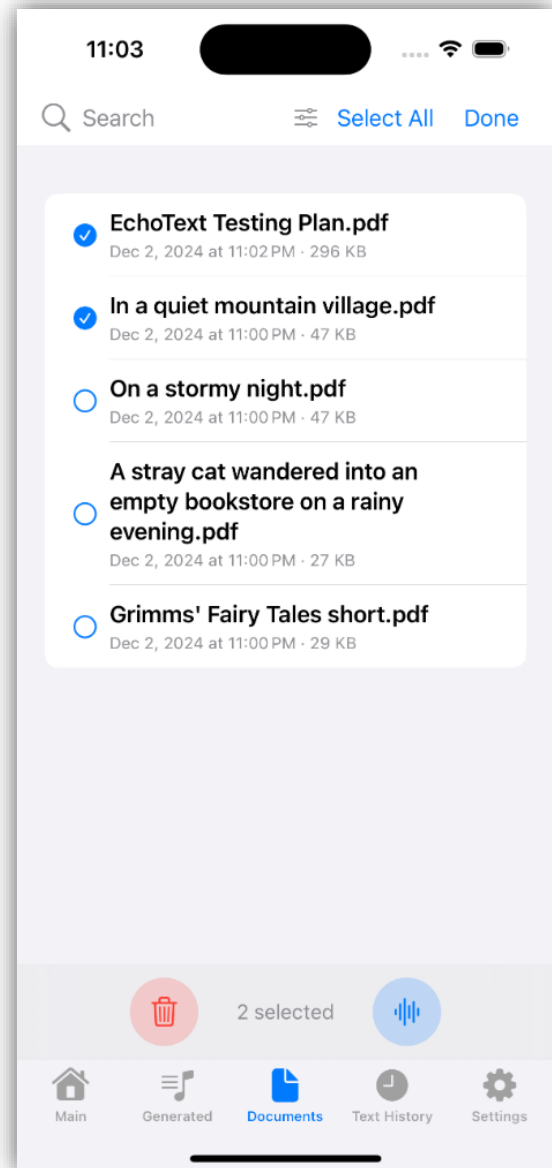 11:03
Search Select All Done
EchoText Testing Plan.pdf
Dec 2, 2024 at 11:02 PM · 296 KB
In a quiet mountain village.pdf
Dec 2, 2024 at 11:00 PM · 47 KB
On a stormy night.pdf
Dec 2, 2024 at 11:00 PM · 47 KB
A stray cat wandered into an
empty bookstore on a rainy
evening.pdf
Dec 2, 2024 at 11:00 PM · 27 KB
Grimms' Fairy Tales short.pdf
Dec 2, 2024 at 11:00 PM · 29 KB
2 selected
Main Generated Documents Text History Settings